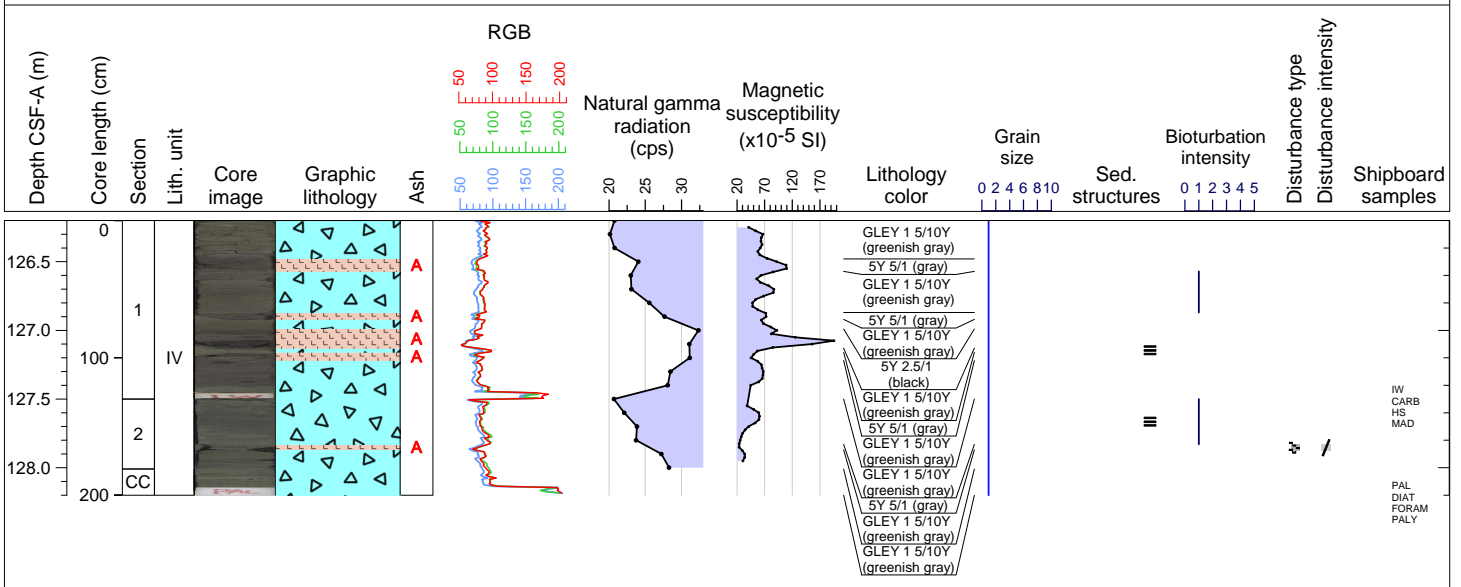 Depth CSF-A (m)
Core length (cm)
Section
Lith. unit
Core
image
Graphic
lithology
Ash
RGB
50 100 150 200
50 100 150 200
50 100 150 200
Natural gamma
radiation
(cps)
20 25 30
Magnetic
susceptibility
(x10-5 SI)
20 70 120 170
Lithology
color
Grain
size
0 2 4 6 8 10
Sed.
structures
Bioturbation
intensity
0 1 2 3 4 5
Disturbance type
Disturbance intensity
Shipboard
samples
126.5
127.0
127.5
128.0
0
100
200
1
2
CC
IV
A
A
A
A
A
IW
PAL
GLEY 1 5/10Y
(greenish gray)
5Y 5/1 (gray)
GLEY 1 5/10Y
(greenish gray)
5Y 5/1 (gray)
GLEY 1 5/10Y
(greenish gray)
5Y 2.5/1
(black)
GLEY 1 5/10Y
(greenish gray)
5Y 5/1 (gray)
GLEY 1 5/10Y
(greenish gray)
GLEY 1 5/10Y
(greenish gray)
5Y 5/1 (gray)
GLEY 1 5/10Y
(greenish gray)
GLEY 1 5/10Y
(greenish gray)
IW
CARB
HS
MAD
PAL
DIAT
FORAM
PALY